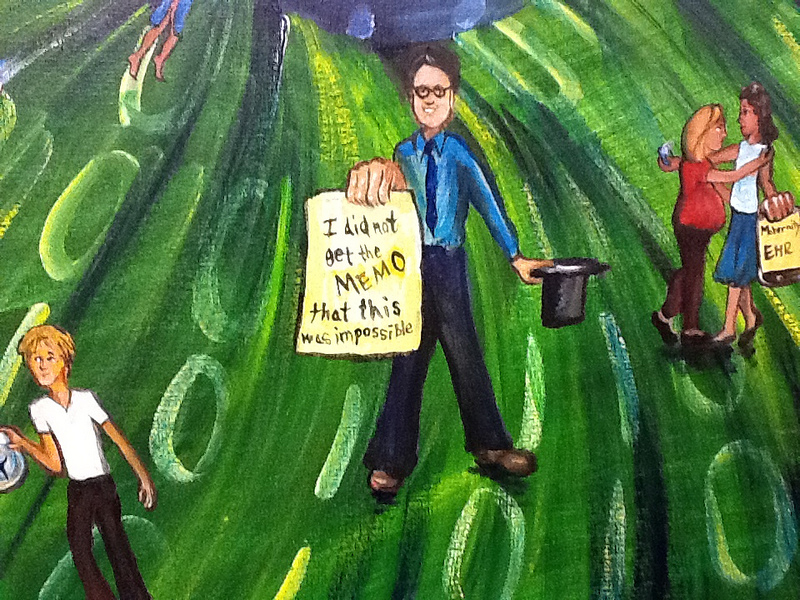 I did not
get the
MEMO
that this
was impossible
Maternity
EHR